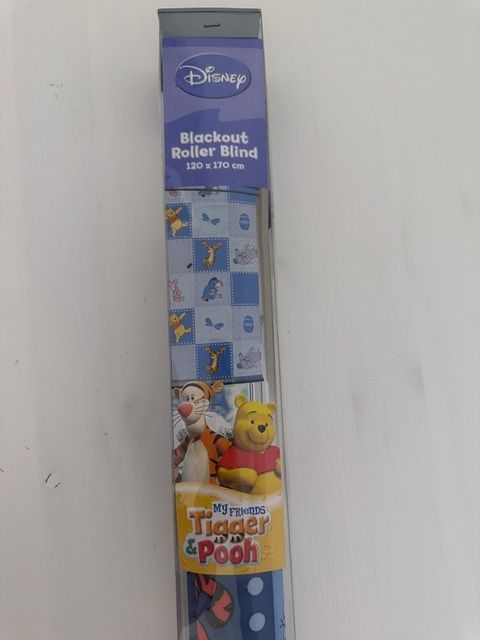 Disney
Blackout
Roller Blind
120 x 170 cm
My Friends
Tigger
& Pooh